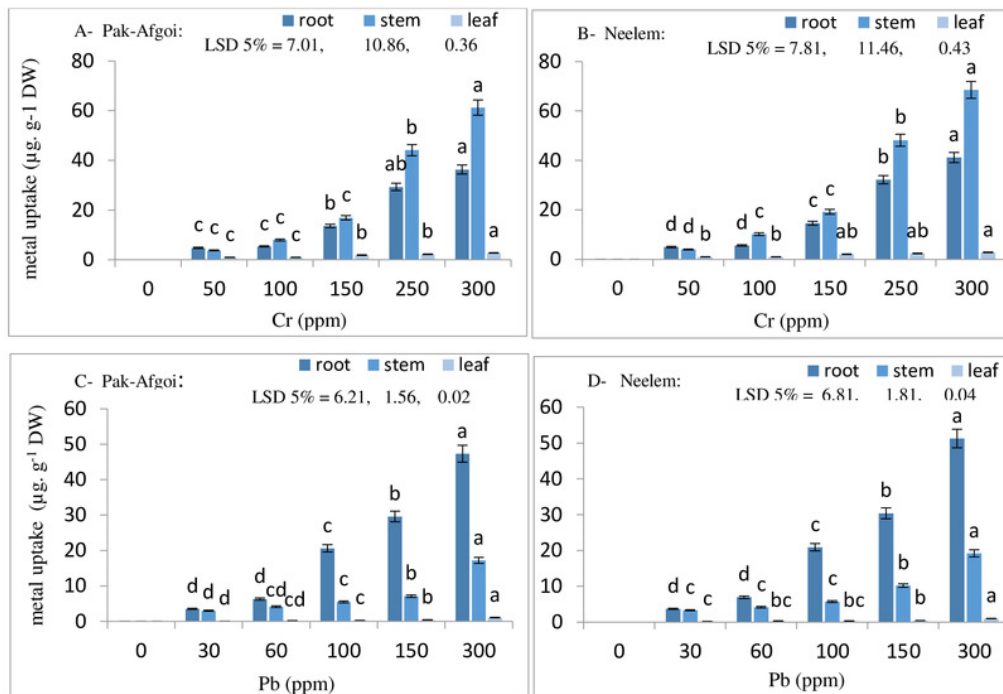 root stem leaf
A- Pak-Afgoi:
LSD 5% = 7.01, 10.86, 0.36
metal uptake (µg. g-1 DW)
80
60
40
20
0
c c c
c c c
b c b
ab b b
a a a
0 50 100 150 250 300
Cr (ppm)
root stem leaf
B- Neelem:
LSD 5% = 7.81, 11.46, 0.43
80
60
40
20
0
d d b
d c b
c c ab
b b ab
a a a
0 50 100 150 250 300
Cr (ppm)
root stem leaf
C- Pak-Afgoi:
LSD 5% = 6.21, 1.56, 0.02
metal uptake (µg. g-1 DW)
60
50
40
30
20
10
0
d d d
d cd cd
c c c
b b b
a a a
0 30 60 100 150 300
Pb (ppm)
root stem leaf
D- Neelem:
LSD 5% = 6.81, 1.81, 0.04
60
50
40
30
20
10
0
d d c
d c bc
c c bc
b b b
a a a
0 30 60 100 150 300
Pb (ppm)